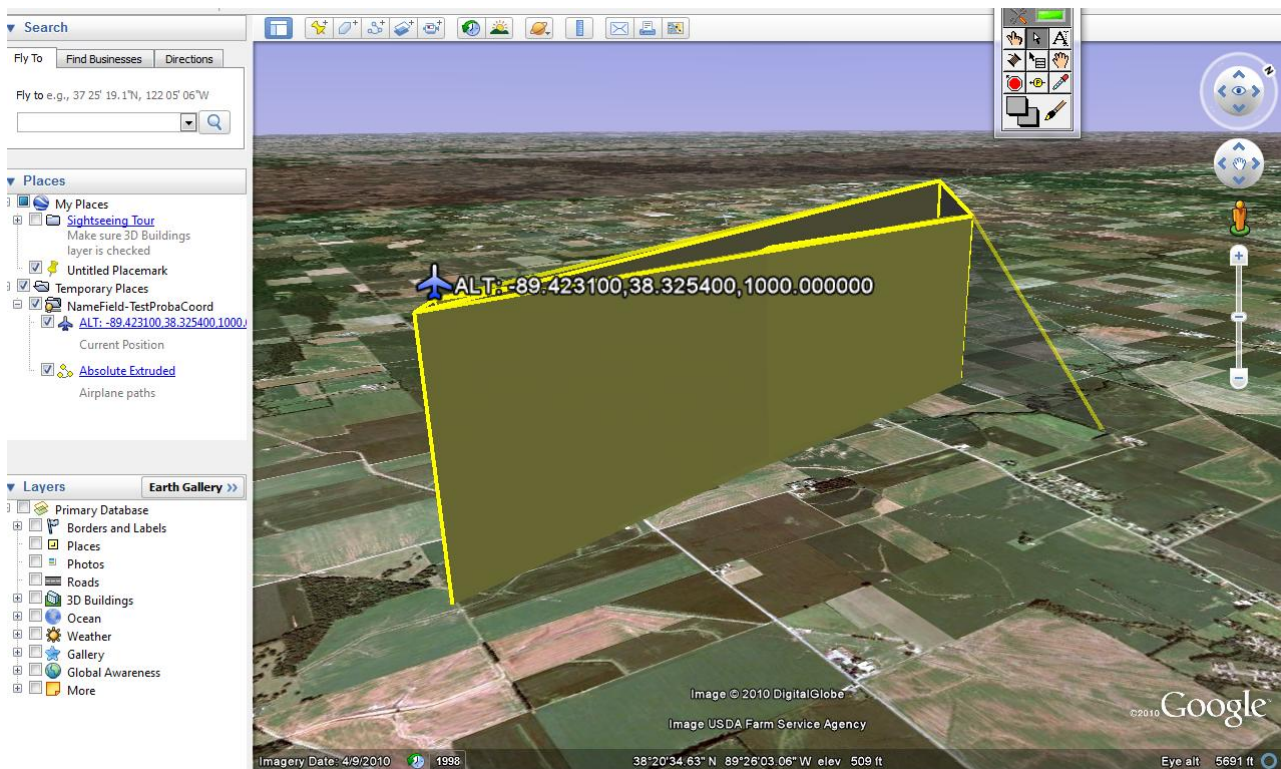 Search
Fly To Find Businesses Directions
Fly to e.g., 37 25' 19.1"N, 122 05' 06"W
Places
My Places
Sightseeing Tour
Make sure 3D Buildings
layer is checked
Untitled Placemark
Temporary Places
NameField-TestProbaCoord
ALT: -89.423100,38.325400,1000.
Current Position
Absolute Extruded
Airplane paths
Layers Earth Gallery >>
Primary Database
Borders and Labels
Places
Photos
Roads
3D Buildings
Ocean
Weather
Gallery
Global Awareness
More
N
A
P
ALT: -89.423100,38.325400,1000.000000
Image © 2010 DigitalGlobe
Image USDA Farm Service Agency
©2010 Google
Imagery Date: 4/9/2010 1998 38°20'34.63" N 89°26'03.06" W elev 509 ft Eye alt 5691 ft